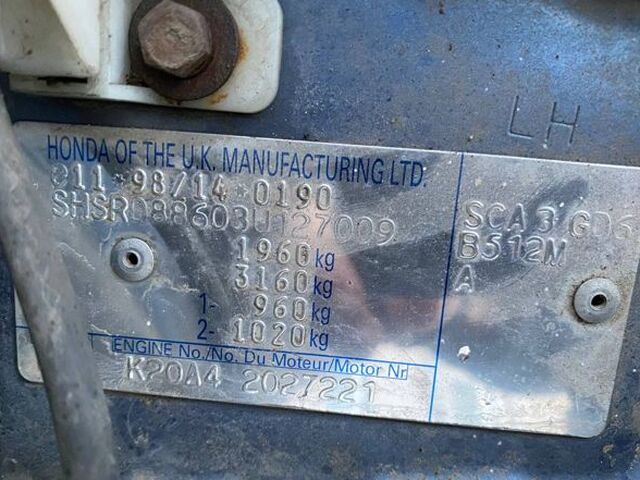 LH
HONDA OF THE U.K. MANUFACTURING LTD.
@11*98/14*0190
SHSRD88603U127009
1960 kg
3160 kg
1- 960 kg
2- 1020 kg
SCA3 GD6
B512M
A
ENGINE No./No. Du Moteur/Motor Nr
K20A4 2027221